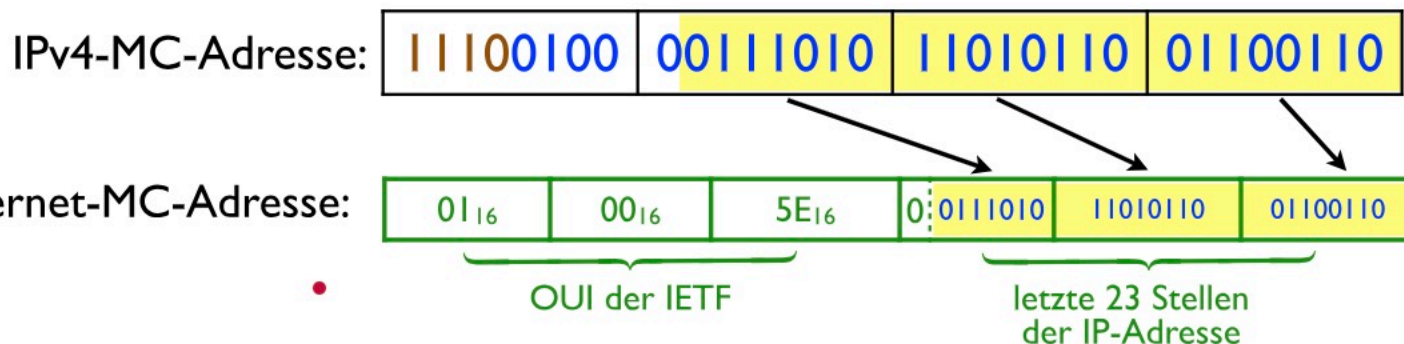 IPv4-MC-Adresse: 11100100 00111010 11010110 01100110
ernet-MC-Adresse: 01₁₆ 00₁₆ 5E₁₆ 0 0111010 11010110 01100110
OUI der IETF letzte 23 Stellen
der IP-Adresse